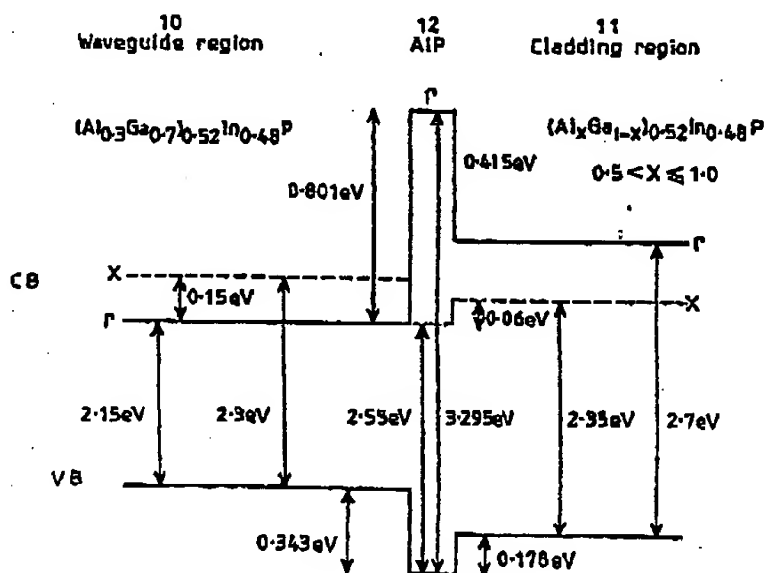 10
Waveguide region
12
AlP
11
Cladding region
Γ
(Al0.3Ga0.7)0.52In0.48P
(AlxGa1-x)0.52In0.48P
0.5<X≤1.0
0.801eV
0.415eV
CB
X
0.15eV
Γ
Γ
X
0.06eV
2.15eV
2.3eV
2.55eV
3.295eV
2.35eV
2.7eV
VB
0.343eV
0.178eV